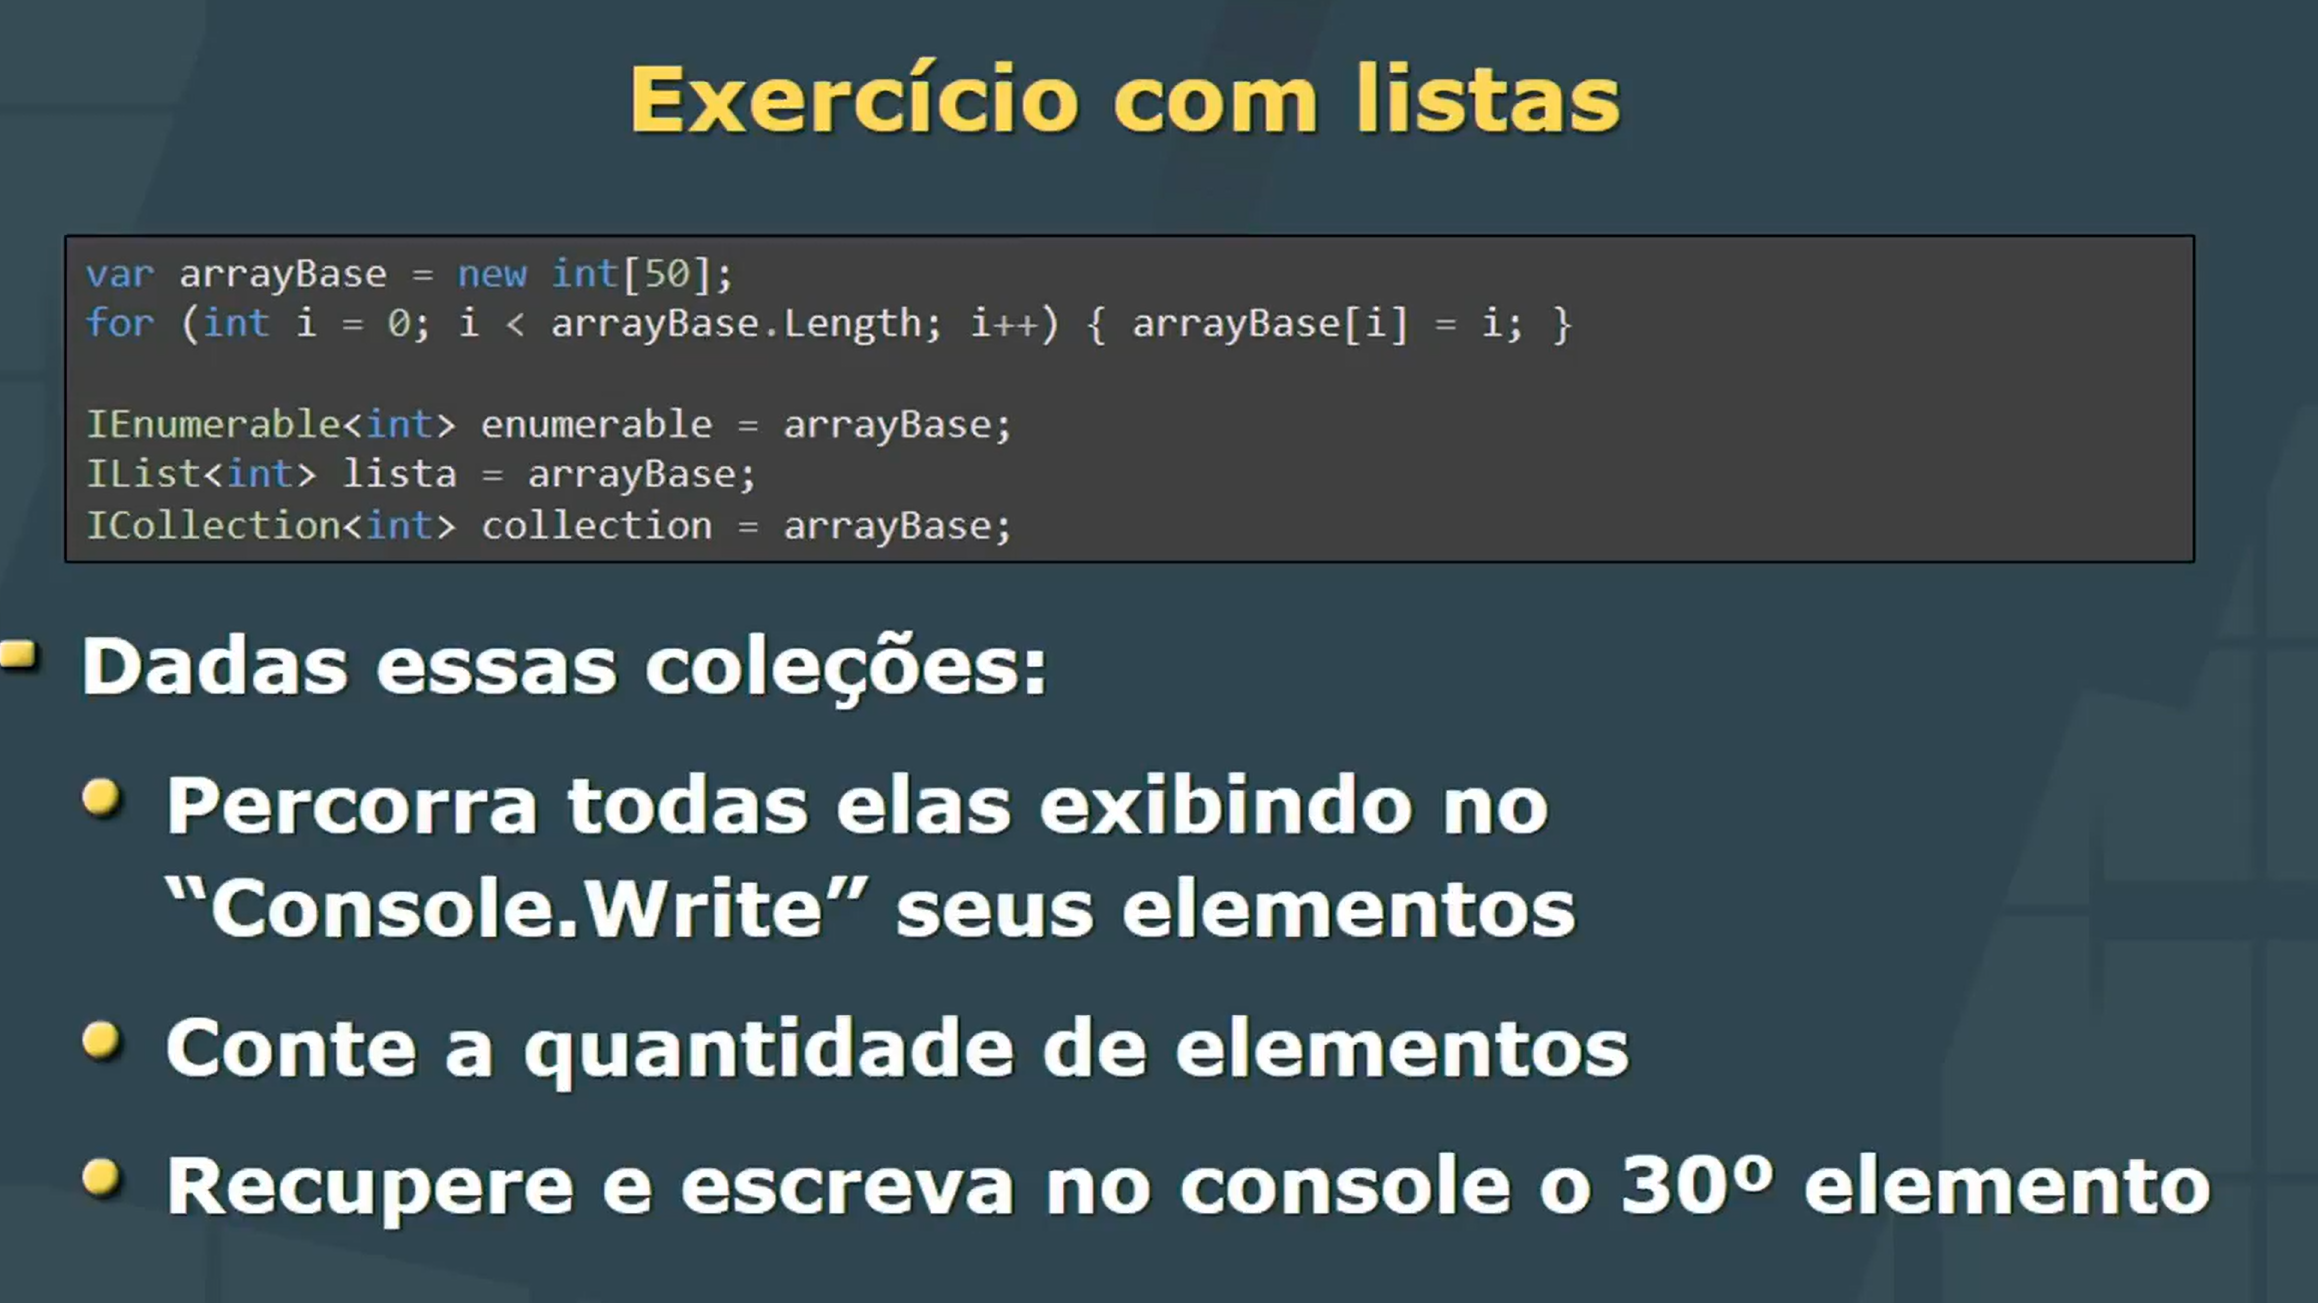 Exercício com listas
var arrayBase = new int[50];
for (int i = 0; i < arrayBase.Length; i++) { arrayBase[i] = i; }
IEnumerable<int> enumerable = arrayBase;
IList<int> lista = arrayBase;
ICollection<int> collection = arrayBase;
Dadas essas coleções:
Percorra todas elas exibindo no
“Console.Write” seus elementos
Conte a quantidade de elementos
Recupere e escreva no console o 30º elemento